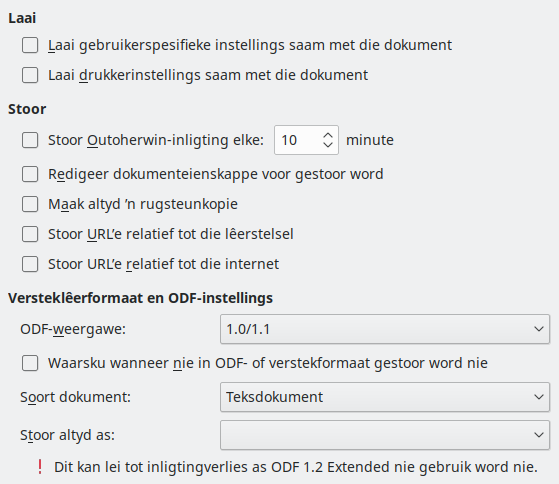 Laai
Laai gebruikerspesifieke instellings saam met die dokument
Laai drukkerinstellings saam met die dokument
Stoor
Stoor Outoherwin-inligting elke: 10 minute
Redigeer dokumenteienskappe voor gestoor word
Maak altyd 'n rugsteunkopie
Stoor URL'e relatief tot die lêerstelsel
Stoor URL'e relatief tot die internet
Versteklêerformaat en ODF-instellings
ODF-weergawe: 1.0/1.1
Waarsku wanneer nie in ODF- of verstekformaat gestoor word nie
Soort dokument: Teksdokument
Stoor altyd as:
! Dit kan lei tot inligtingverlies as ODF 1.2 Extended nie gebruik word nie.